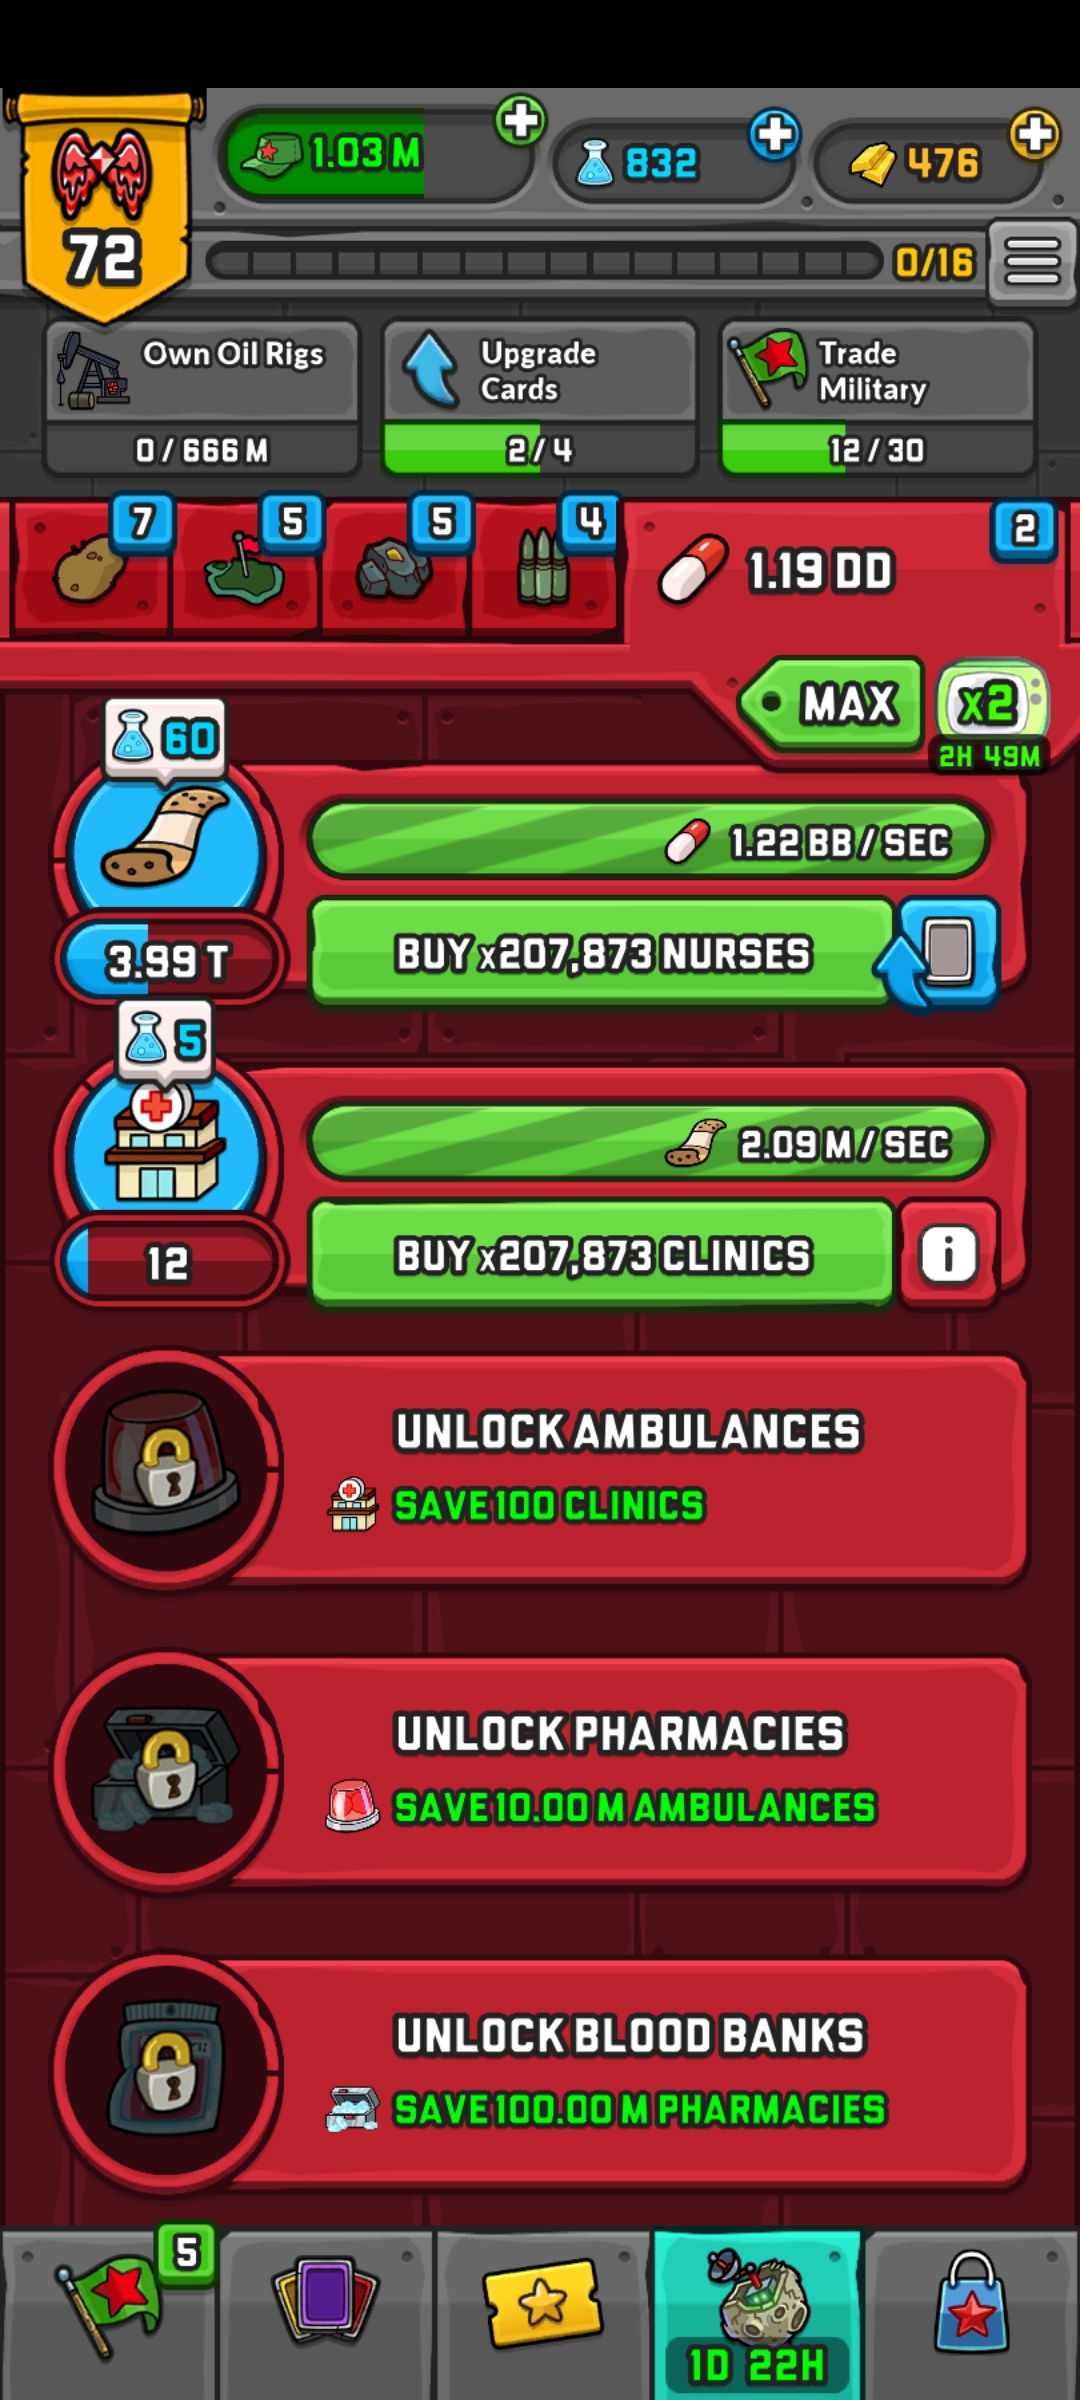 1.03 M
832
476
72
0/16
Own Oil Rigs
0 / 666 M
Upgrade
Cards
2 / 4
Trade
Military
12 / 30
7
5
5
4
1.19 DD
2
MAX
x2
2H 49M
60
1.22 BB / SEC
3.99 T
BUY x207,873 NURSES
5
2.09 M / SEC
12
BUY x207,873 CLINICS
i
UNLOCK AMBULANCES
SAVE 100 CLINICS
UNLOCK PHARMACIES
SAVE 10.00 M AMBULANCES
UNLOCK BLOOD BANKS
SAVE 100.00 M PHARMACIES
5
1D 22H